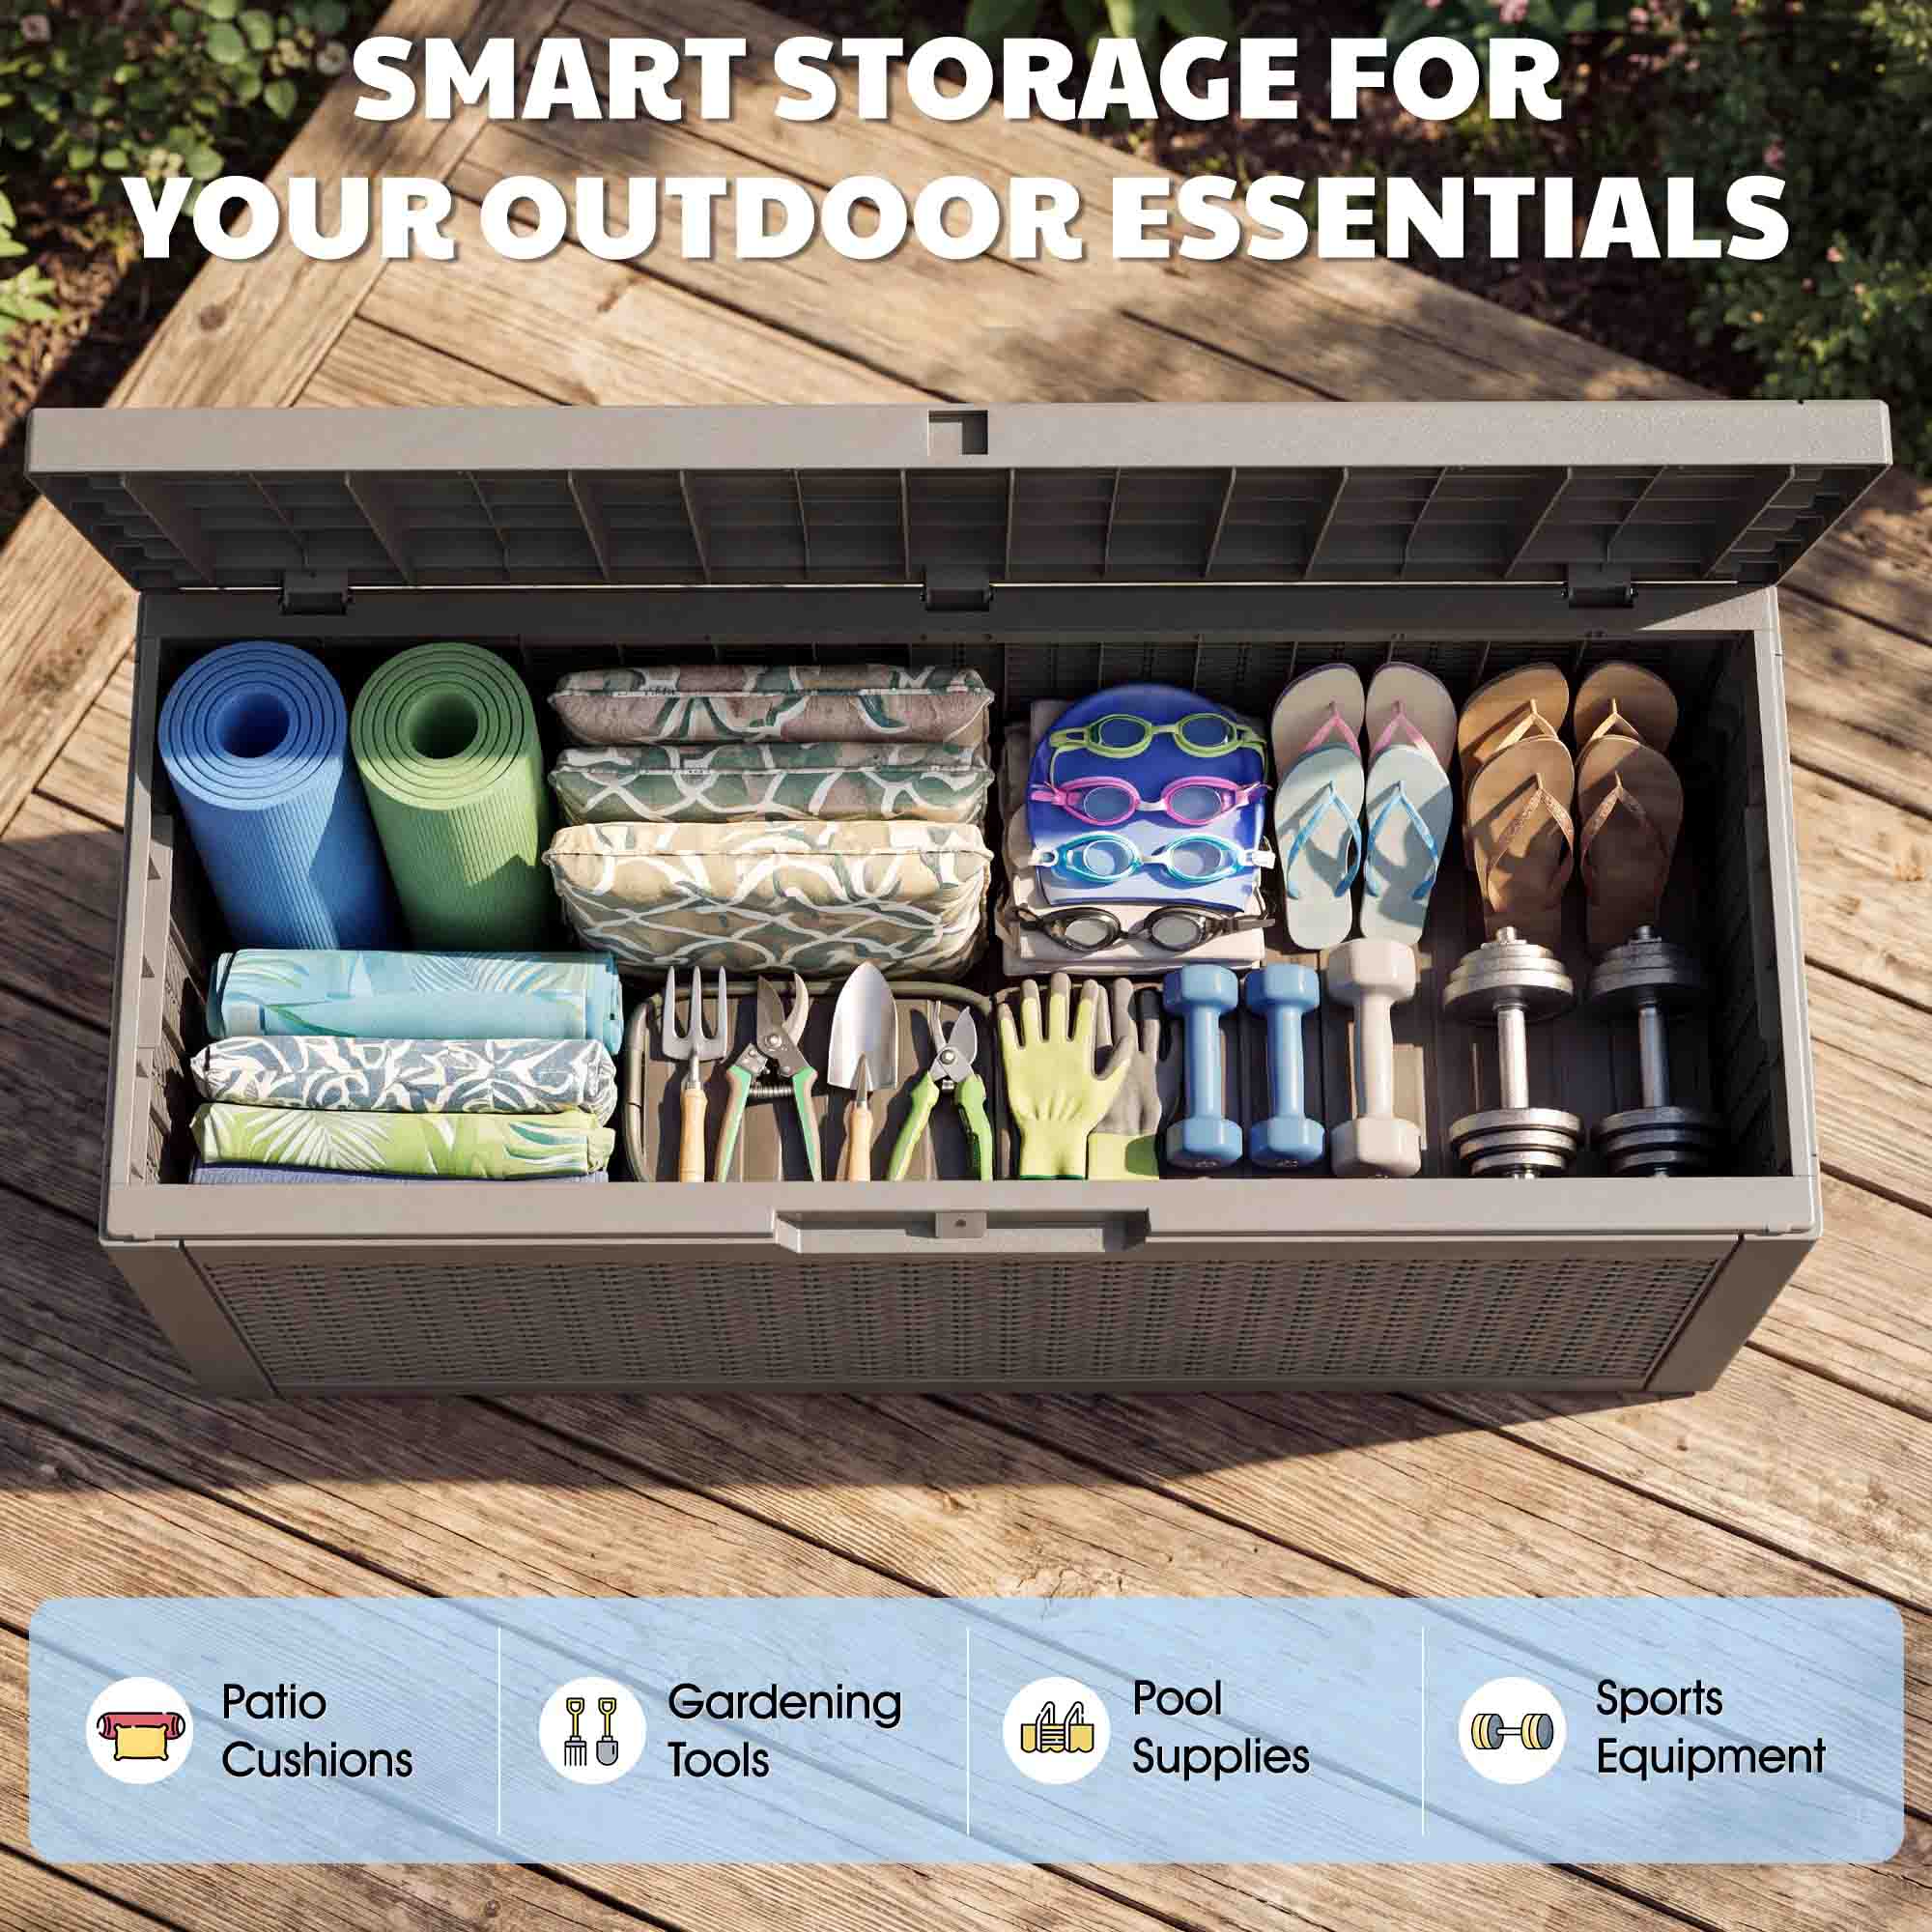 SMART STORAGE FOR
YOUR OUTDOOR ESSENTIALS
Patio
Cushions
Gardening
Tools
Pool
Supplies
Sports
Equipment